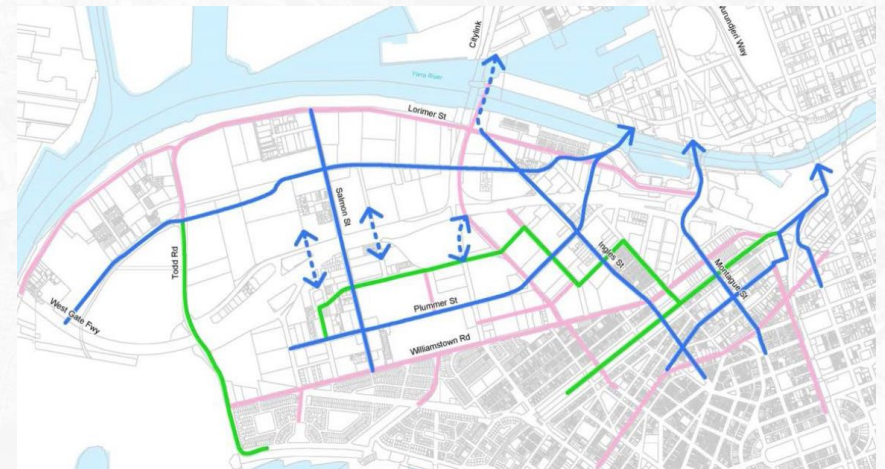 Citylink
Wurundjeri Way
Yarra River
Lorimer St
Salmon St
Todd Rd
Ingles St
Montague St
West Gate Fwy
Plummer St
Williamstown Rd